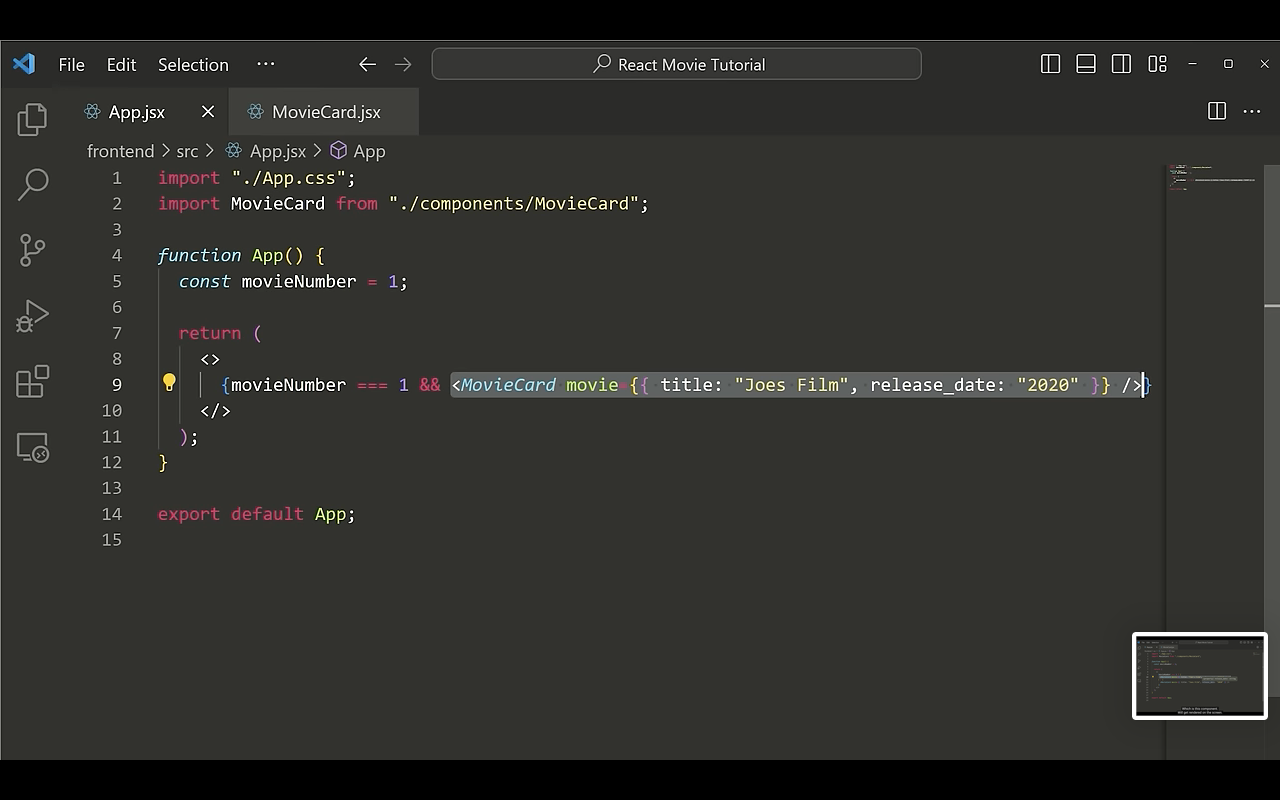 File Edit Selection ··· React Movie Tutorial
App.jsx MovieCard.jsx ···
frontend > src > App.jsx > App
1 import "./App.css";
2 import MovieCard from "./components/MovieCard";
3
4 function App() {
5 const movieNumber = 1;
6
7 return (
8 <>
9 {movieNumber === 1 && <MovieCard movie={{ title: "Joes Film", release_date: "2020" }} />}
10 </>
11 );
12 }
13
14 export default App;
15